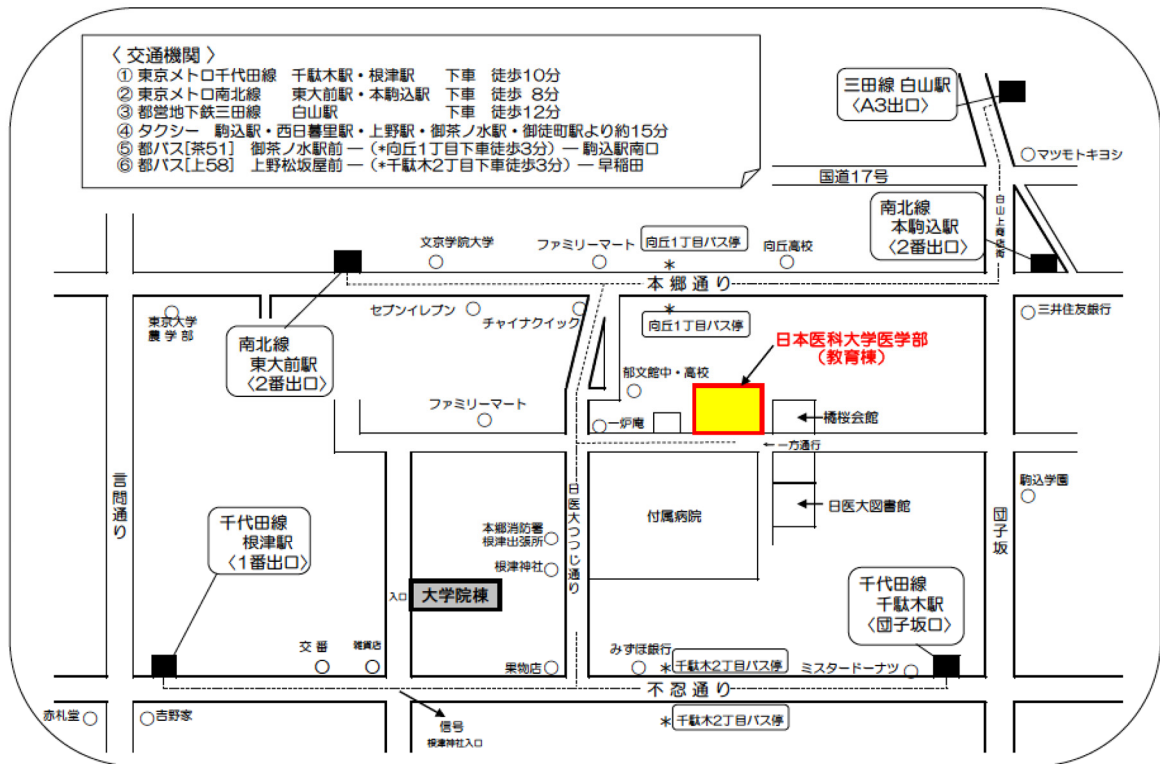 〈 交通機関 〉
① 東京メトロ千代田線　千駄木駅・根津駅　下車　徒歩10分
② 東京メトロ南北線　東大前駅・本駒込駅　下車　徒歩 8分
③ 都営地下鉄三田線　白山駅　下車　徒歩12分
④ タクシー　駒込駅・西日暮里駅・上野駅・御茶ノ水駅・御徒町駅より約15分
⑤ 都バス[茶51]　御茶ノ水駅前 ―（*向丘1丁目下車徒歩3分）― 駒込駅南口
⑥ 都バス[上58]　上野松坂屋前 ―（*千駄木2丁目下車徒歩3分）― 早稲田
三田線 白山駅
〈A3出口〉
マツモトキヨシ
国道17号
白山上商店街
南北線
本駒込駅
〈2番出口〉
文京学院大学
ファミリーマート
向丘1丁目バス停
向丘高校
*
本郷通り
東京大学
農学部
セブンイレブン
チャイナクイック
*
向丘1丁目バス停
三井住友銀行
南北線
東大前駅
〈2番出口〉
日本医科大学医学部
（教育棟）
郁文館中・高校
ファミリーマート
一炉庵
橘桜会館
← 一方通行
言問通り
日医大つつじ通り
付属病院
日医大図書館
団子坂
駒込学園
千代田線
根津駅
〈1番出口〉
本郷消防署
根津出張所
根津神社
入口
大学院棟
千代田線
千駄木駅
〈団子坂口〉
交番
雑貨店
果物店
みずほ銀行
*
千駄木2丁目バス停
ミスタードーナツ
不忍通り
赤札堂
吉野家
信号
根津神社入口
*
千駄木2丁目バス停